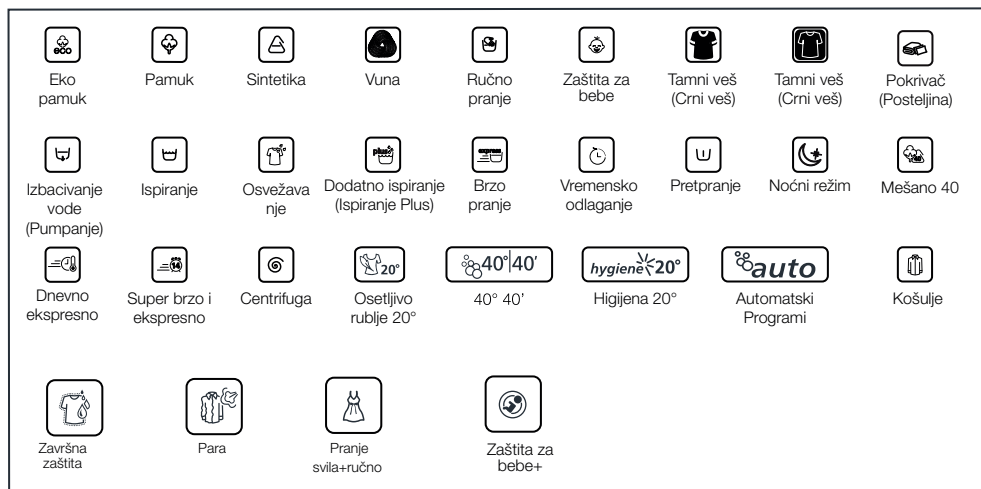 eco
Eko
pamuk
Pamuk
Sintetika
Vuna
Ručno
pranje
Zaštita za
bebe
Tamni veš
(Crni veš)
Tamni veš
(Crni veš)
Pokrivač
(Posteljina)
Izbacivanje
vode
(Pumpanje)
Ispiranje
Osvežava
nje
plus
Dodatno ispiranje
(Ispiranje Plus)
express
Brzo
pranje
Vremensko
odlaganje
Pretpranje
Noćni režim
40
Mešano 40
Dnevno
ekspresno
14
Super brzo i
ekspresno
Centrifuga
20°
Osetljivo
rublje 20°
40°|40'
40° 40'
hygiene 20°
Higijena 20°
auto
Automatski
Programi
Košulje
Završna
zaštita
Para
Pranje
svila+ručno
Zaštita za
bebe+